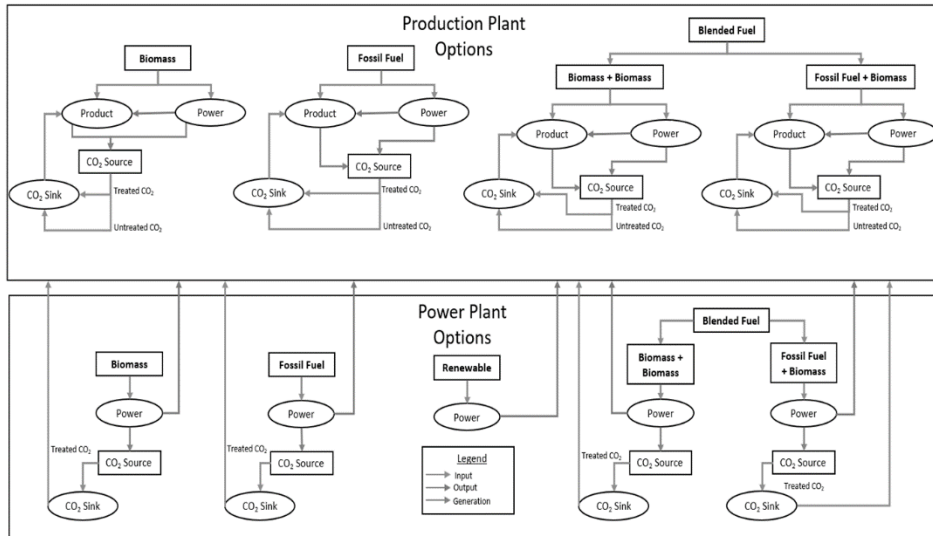 Production Plant
Options
Biomass
Product
Power
CO₂ Source
CO₂ Sink
Treated CO₂
Untreated CO₂
Fossil Fuel
Product
Power
CO₂ Source
CO₂ Sink
Treated CO₂
Untreated CO₂
Blended Fuel
Biomass + Biomass
Product
Power
CO₂ Source
CO₂ Sink
Treated CO₂
Untreated CO₂
Fossil Fuel + Biomass
Product
Power
CO₂ Source
CO₂ Sink
Treated CO₂
Untreated CO₂
Power Plant
Options
Biomass
Power
Treated CO₂
CO₂ Source
CO₂ Sink
Fossil Fuel
Power
Treated CO₂
CO₂ Source
CO₂ Sink
Renewable
Power
Legend
Input
Output
Generation
Blended Fuel
Biomass +
Biomass
Power
Treated CO₂
CO₂ Source
CO₂ Sink
Fossil Fuel
+ Biomass
Power
CO₂ Source
Treated CO₂
CO₂ Sink